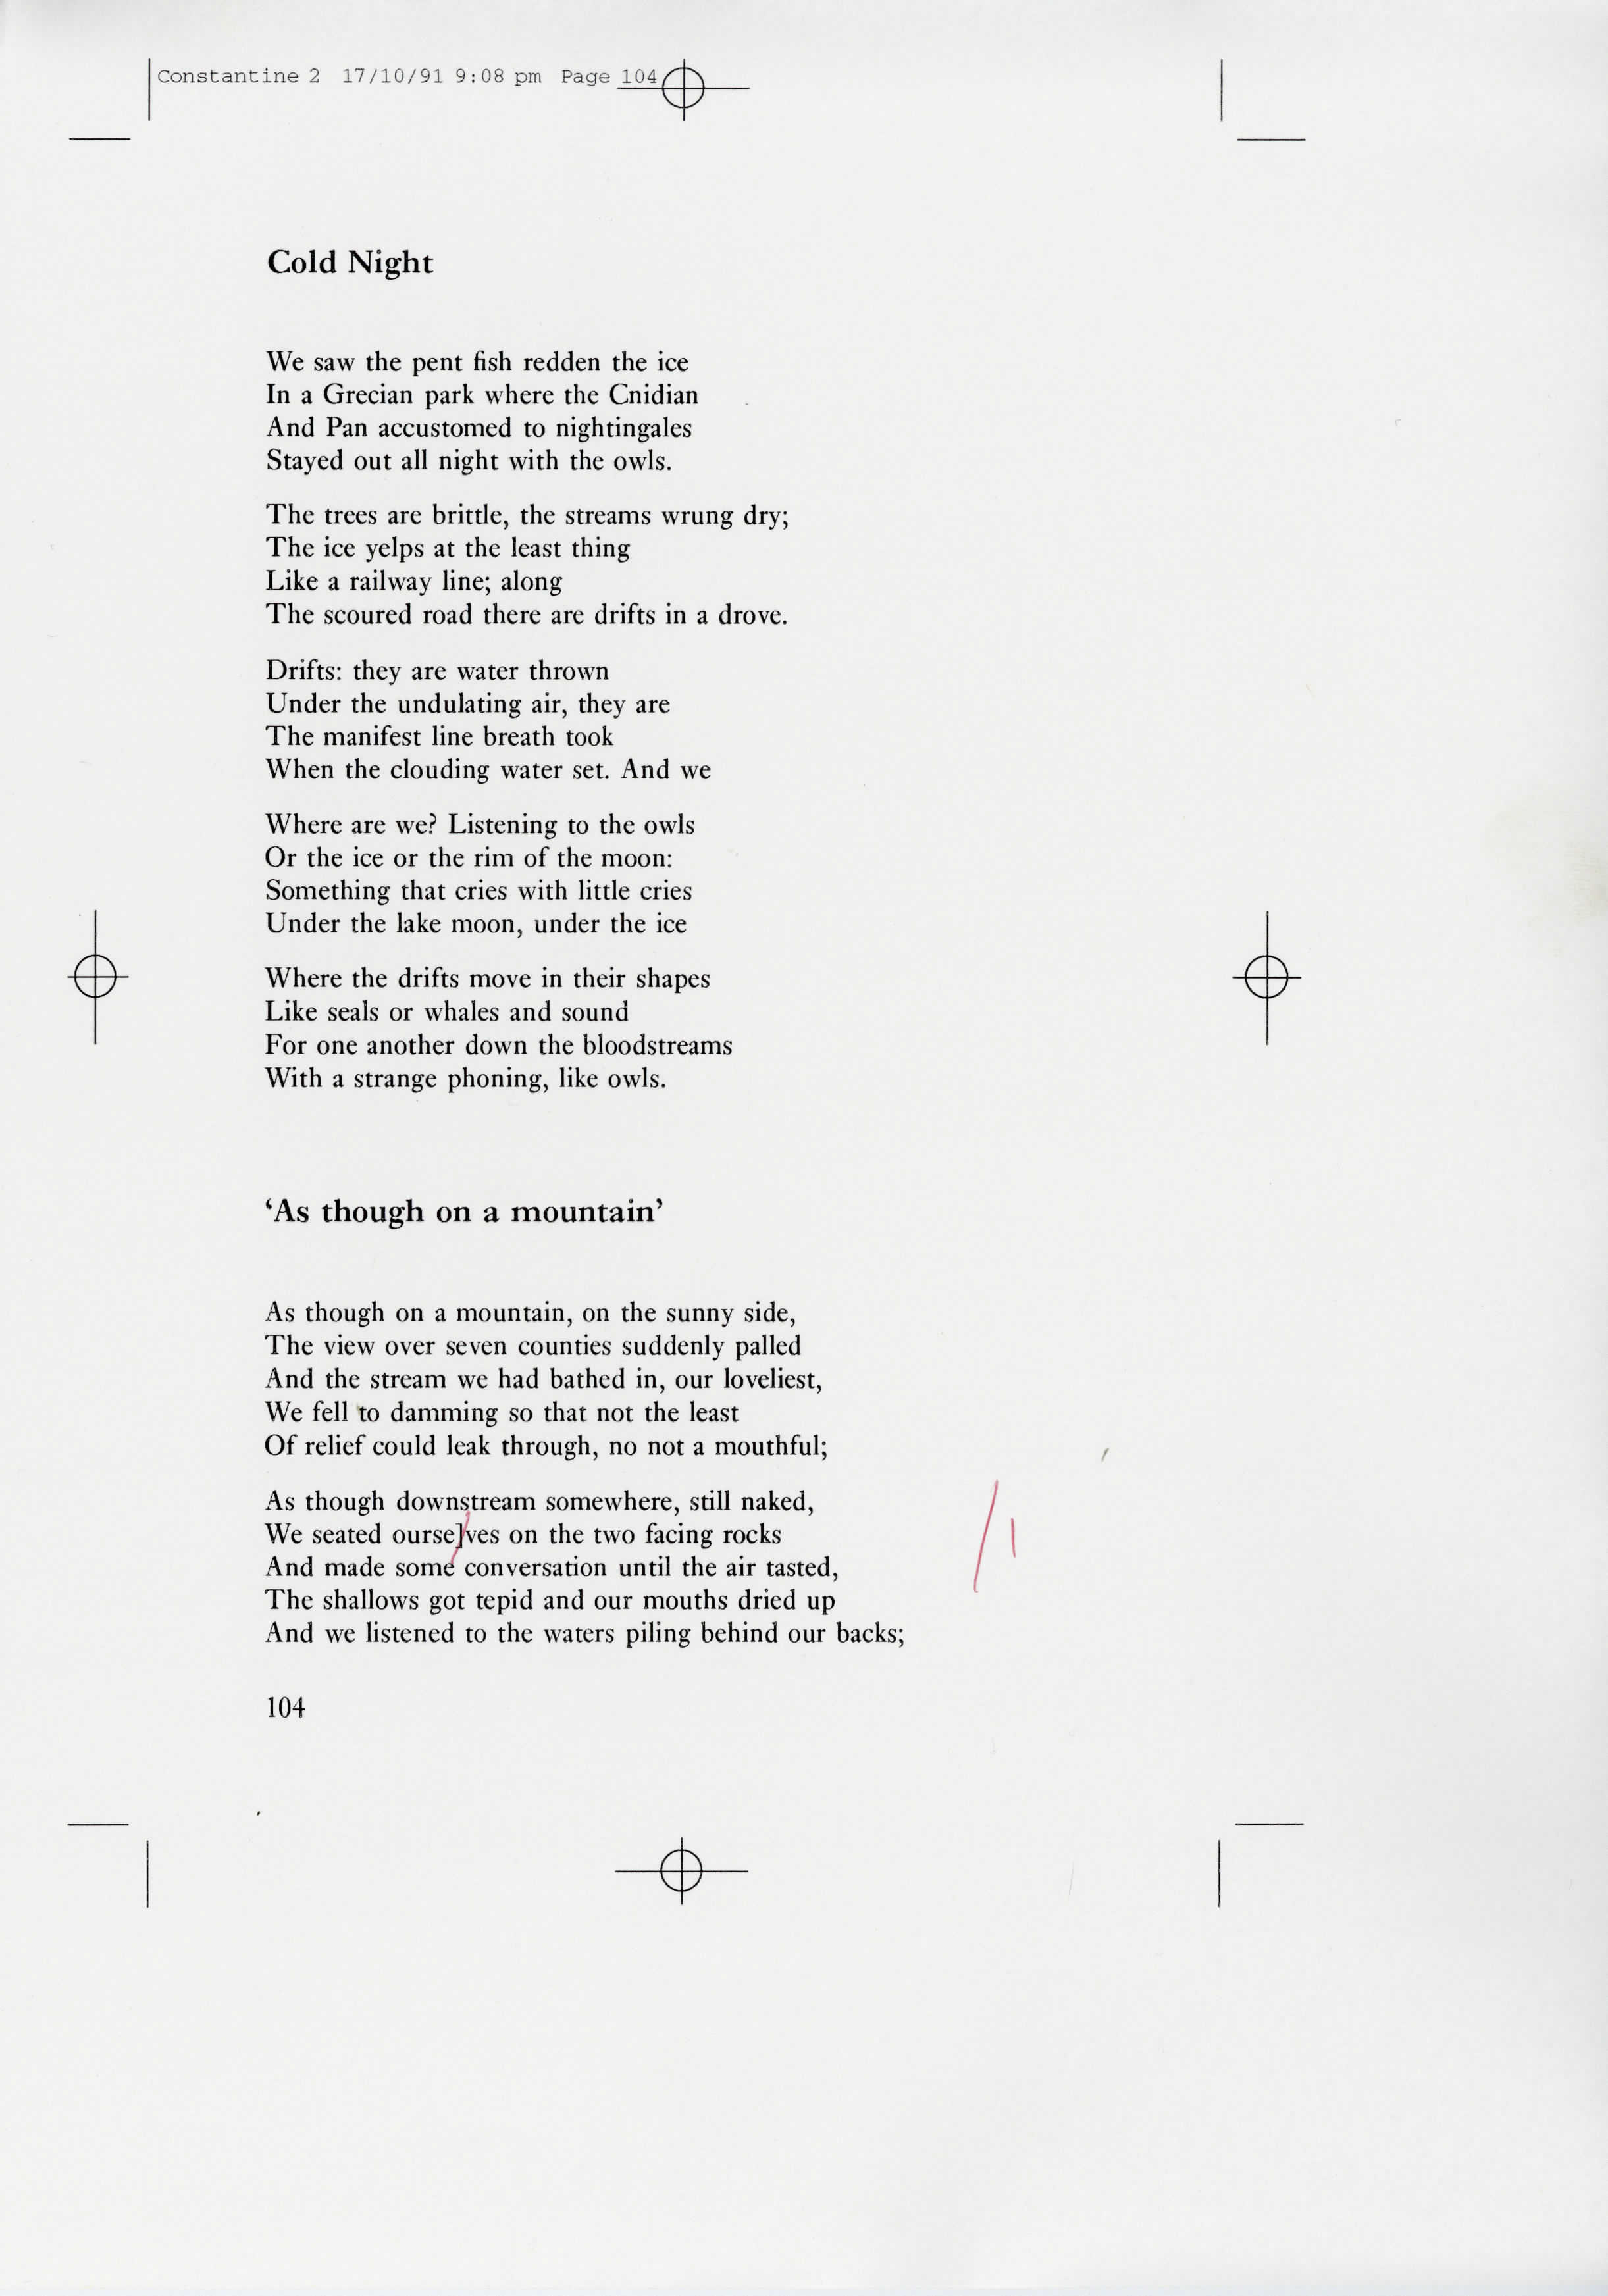 Constantine 2 17/10/91 9:08 pm Page 104
Cold Night
We saw the pent fish redden the ice
In a Grecian park where the Cnidian
And Pan accustomed to nightingales
Stayed out all night with the owls.
The trees are brittle, the streams wrung dry;
The ice yelps at the least thing
Like a railway line; along
The scoured road there are drifts in a drove.
Drifts: they are water thrown
Under the undulating air, they are
The manifest line breath took
When the clouding water set. And we
Where are we? Listening to the owls
Or the ice or the rim of the moon:
Something that cries with little cries
Under the lake moon, under the ice
Where the drifts move in their shapes
Like seals or whales and sound
For one another down the bloodstreams
With a strange phoning, like owls.
‘As though on a mountain’
As though on a mountain, on the sunny side,
The view over seven counties suddenly palled
And the stream we had bathed in, our loveliest,
We fell to damming so that not the least
Of relief could leak through, no not a mouthful;
As though downstream somewhere, still naked,
We seated ourse]ves on the two facing rocks
And made some conversation until the air tasted,
The shallows got tepid and our mouths dried up
And we listened to the waters piling behind our backs;
/ l
104